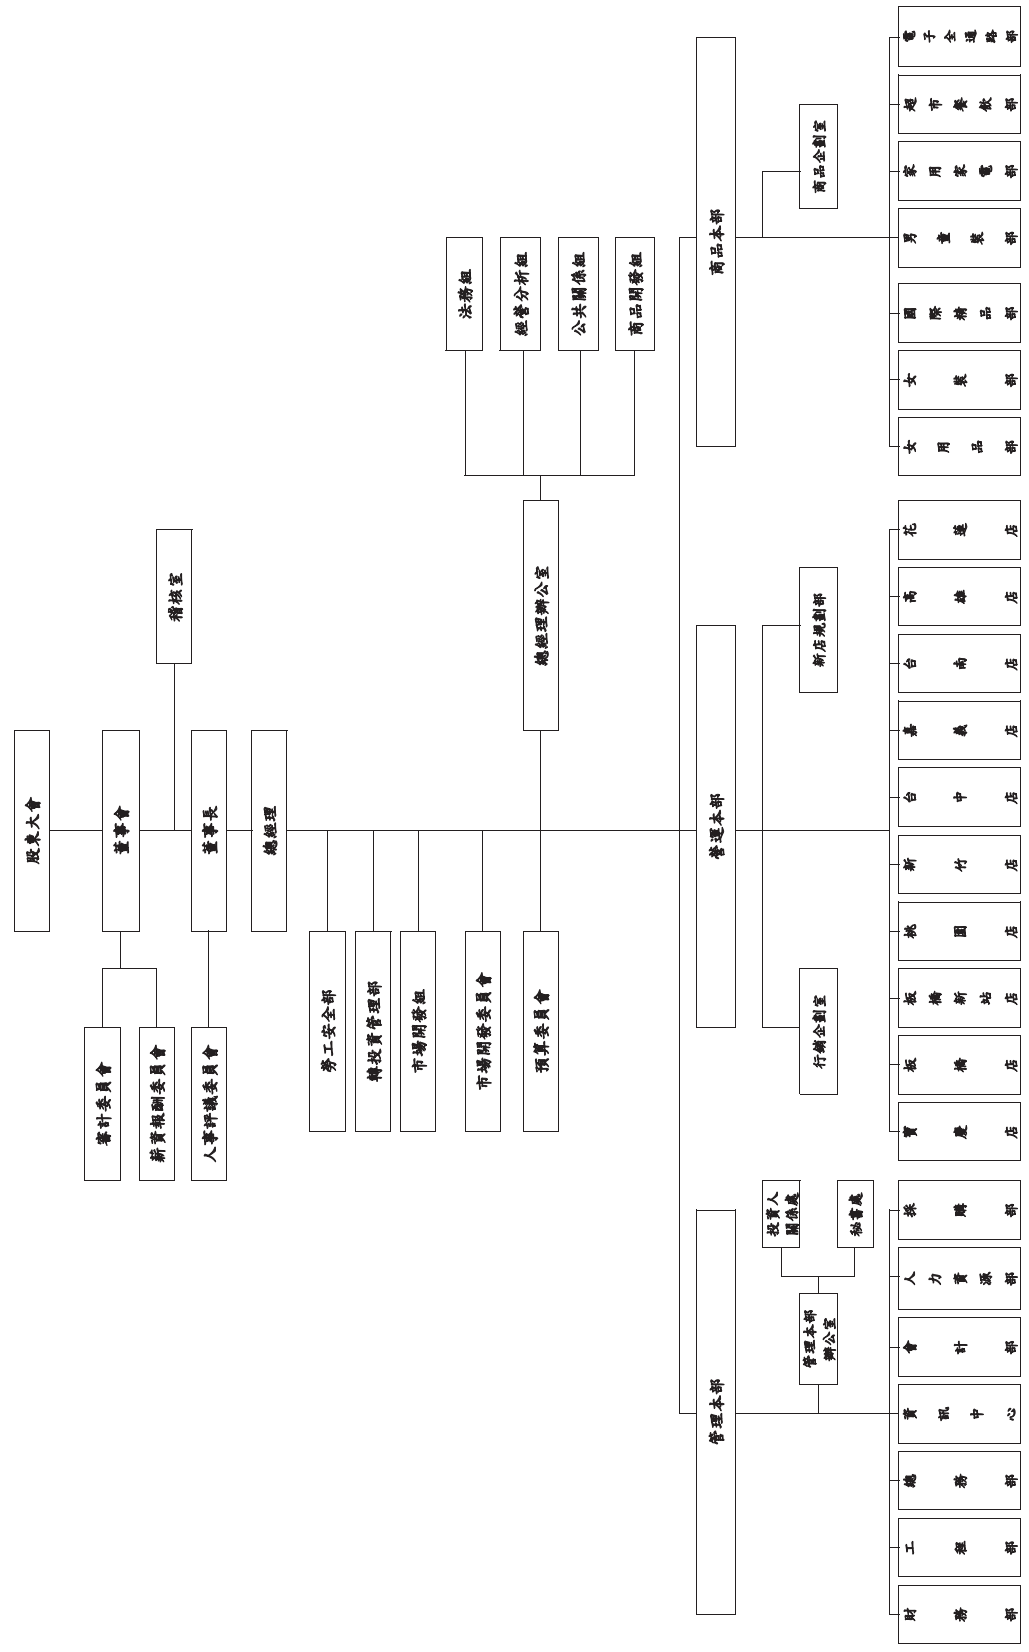 股東大會
董事會
稽核室
董事長
總經理
審計委員會
薪資報酬委員會
人事評議委員會
勞工安全部
轉投資管理部
市場開發組
市場開發委員會
預算委員會
總經理辦公室
法務組
經營分析組
公共關係組
商品開發組
管理本部
營運本部
商品本部
投資人
關係處
秘書處
管理本部
辦公室
行銷企劃室
新店規劃部
商品企劃室
財務部
工程部
總務部
資訊中心
會計部
人力資源部
採購部
寶慶店
板橋店
板橋新站店
桃園店
新竹店
台中店
嘉義店
台南店
高雄店
花蓮店
女用品部
女裝部
國際精品部
男童裝部
家用家電部
超市餐飲部
電子全通路部